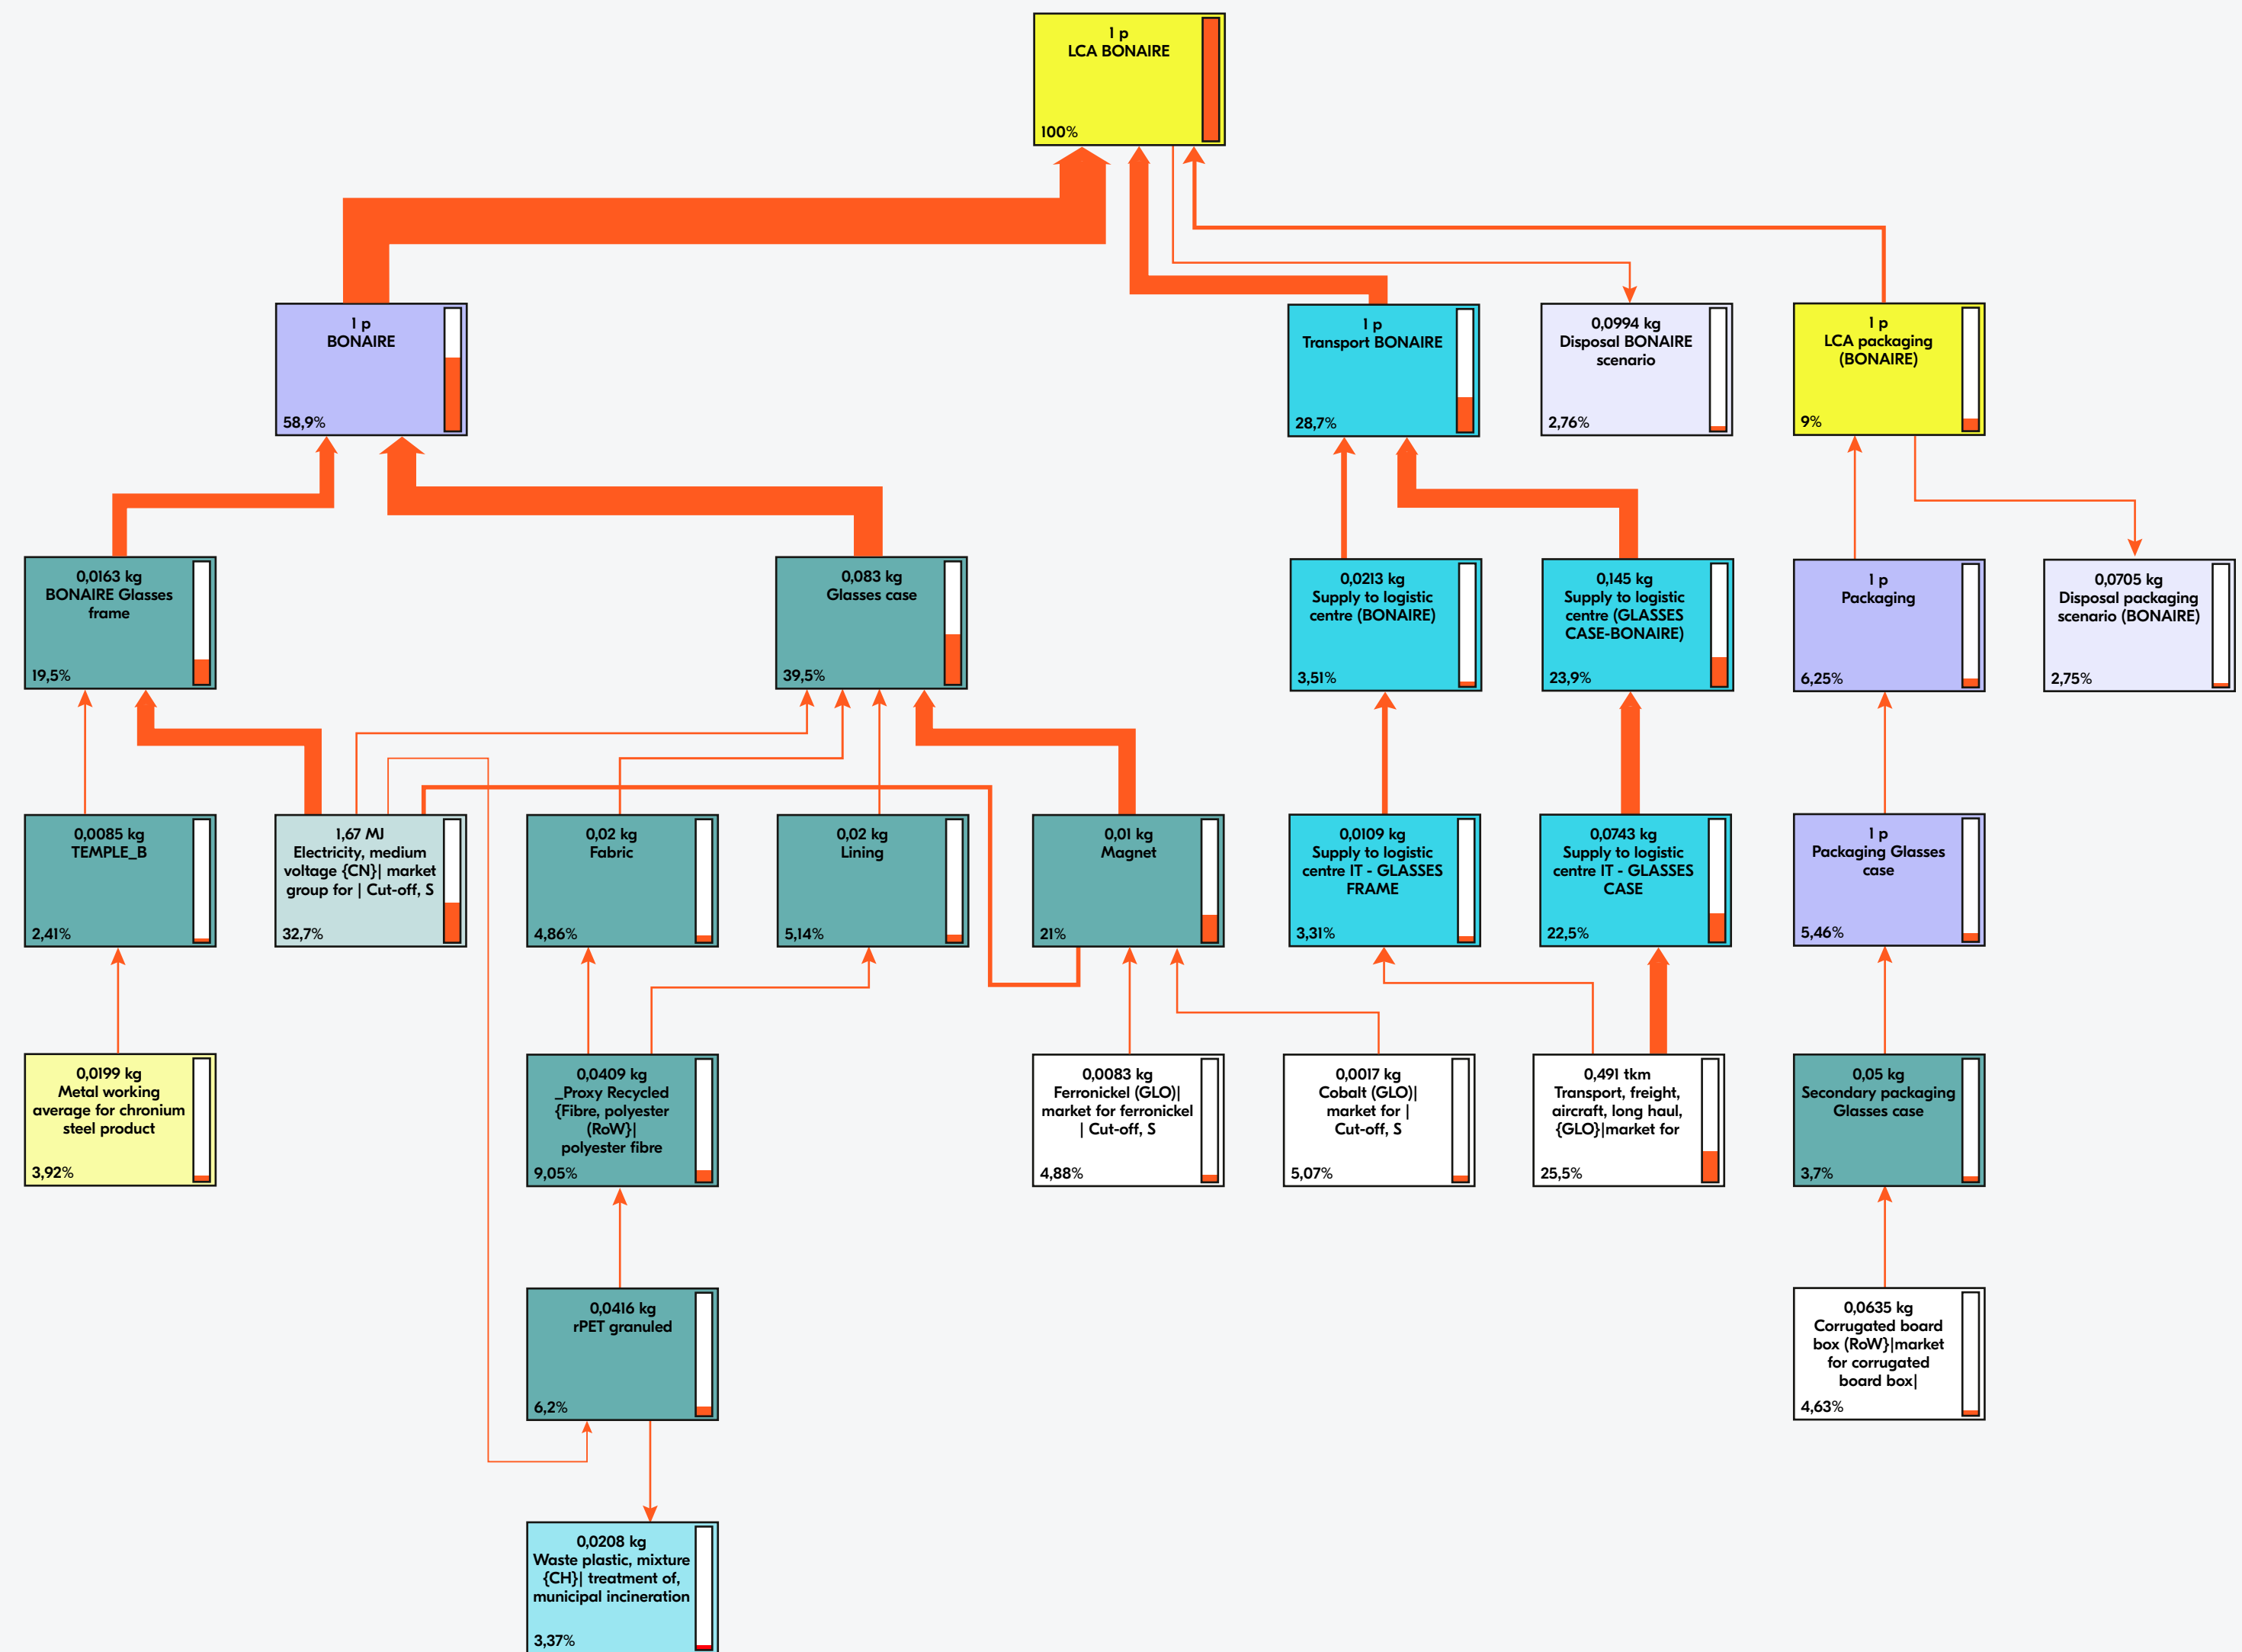 1 p
LCA BONAIRE
100%
1 p
BONAIRE
58,9%
1 p
Transport BONAIRE
28,7%
0,0994 kg
Disposal BONAIRE
scenario
2,76%
1 p
LCA packaging
(BONAIRE)
9%
0,0163 kg
BONAIRE Glasses
frame
19,5%
0,083 kg
Glasses case
39,5%
0,0213 kg
Supply to logistic
centre (BONAIRE)
3,51%
0,145 kg
Supply to logistic
centre (GLASSES
CASE-BONAIRE)
23,9%
1 p
Packaging
6,25%
0,0705 kg
Disposal packaging
scenario (BONAIRE)
2,75%
0,0085 kg
TEMPLE_B
2,41%
1,67 MJ
Electricity, medium
voltage {CN}| market
group for | Cut-off, S
32,7%
0,02 kg
Fabric
4,86%
0,02 kg
Lining
5,14%
0,01 kg
Magnet
21%
0,0109 kg
Supply to logistic
centre IT - GLASSES
FRAME
3,31%
0,0743 kg
Supply to logistic
centre IT - GLASSES
CASE
22,5%
1 p
Packaging Glasses
case
5,46%
0,0199 kg
Metal working
average for chronium
steel product
3,92%
0,0409 kg
_Proxy Recycled
{Fibre, polyester
(RoW}|
polyester fibre
9,05%
0,0083 kg
Ferronickel (GLO)|
market for ferronickel
| Cut-off, S
4,88%
0,0017 kg
Cobalt (GLO)|
market for |
Cut-off, S
5,07%
0,491 tkm
Transport, freight,
aircraft, long haul,
{GLO}|market for
25,5%
0,05 kg
Secondary packaging
Glasses case
3,7%
0,0416 kg
rPET granuled
6,2%
0,0635 kg
Corrugated board
box (RoW}|market
for corrugated
board box|
4,63%
0,0208 kg
Waste plastic, mixture
{CH}| treatment of,
municipal incineration
3,37%